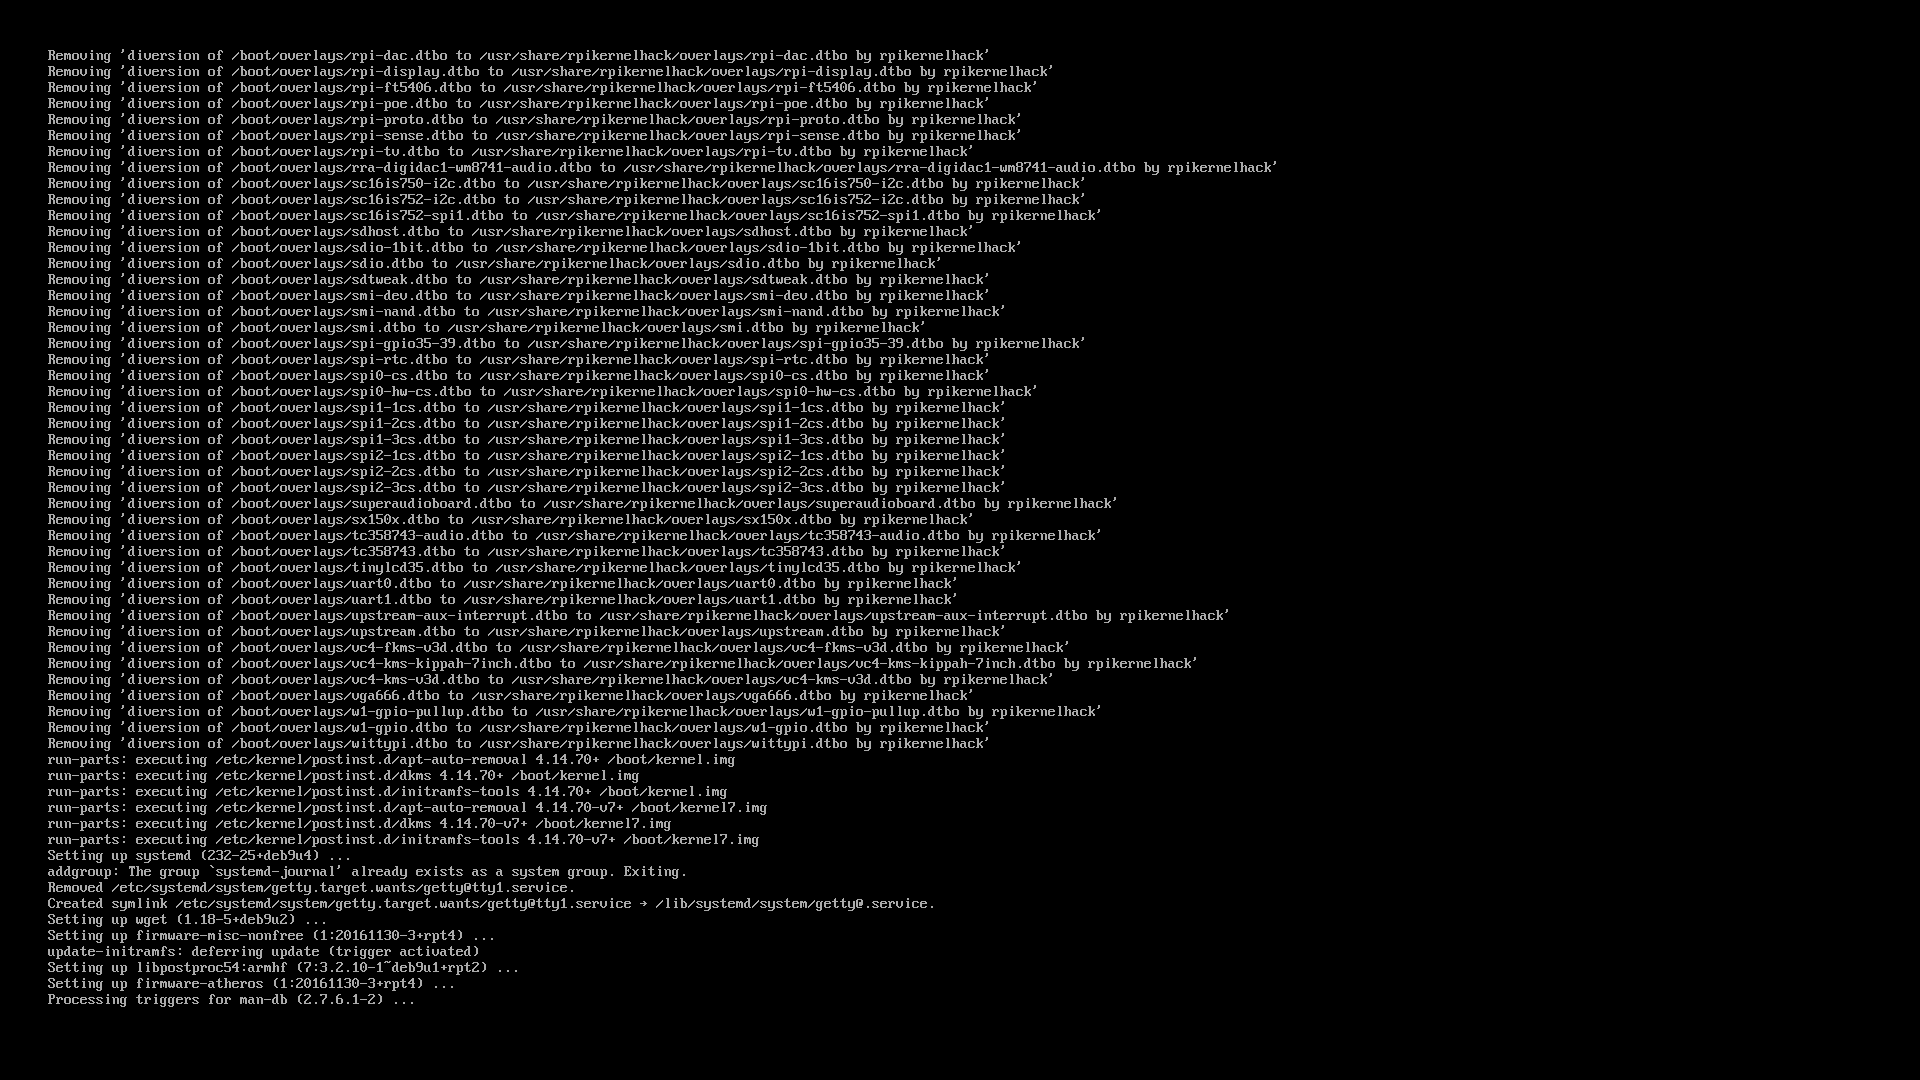 Removing 'diversion of /boot/overlays/rpi-dac.dtbo to /usr/share/rpikernelhack/overlays/rpi-dac.dtbo by rpikernelhack'
Removing 'diversion of /boot/overlays/rpi-display.dtbo to /usr/share/rpikernelhack/overlays/rpi-display.dtbo by rpikernelhack'
Removing 'diversion of /boot/overlays/rpi-ft5406.dtbo to /usr/share/rpikernelhack/overlays/rpi-ft5406.dtbo by rpikernelhack'
Removing 'diversion of /boot/overlays/rpi-poe.dtbo to /usr/share/rpikernelhack/overlays/rpi-poe.dtbo by rpikernelhack'
Removing 'diversion of /boot/overlays/rpi-proto.dtbo to /usr/share/rpikernelhack/overlays/rpi-proto.dtbo by rpikernelhack'
Removing 'diversion of /boot/overlays/rpi-sense.dtbo to /usr/share/rpikernelhack/overlays/rpi-sense.dtbo by rpikernelhack'
Removing 'diversion of /boot/overlays/rpi-tv.dtbo to /usr/share/rpikernelhack/overlays/rpi-tv.dtbo by rpikernelhack'
Removing 'diversion of /boot/overlays/rra-digidac1-wm8741-audio.dtbo to /usr/share/rpikernelhack/overlays/rra-digidac1-wm8741-audio.dtbo by rpikernelhack'
Removing 'diversion of /boot/overlays/sc16is750-i2c.dtbo to /usr/share/rpikernelhack/overlays/sc16is750-i2c.dtbo by rpikernelhack'
Removing 'diversion of /boot/overlays/sc16is752-i2c.dtbo to /usr/share/rpikernelhack/overlays/sc16is752-i2c.dtbo by rpikernelhack'
Removing 'diversion of /boot/overlays/sc16is752-spi1.dtbo to /usr/share/rpikernelhack/overlays/sc16is752-spi1.dtbo by rpikernelhack'
Removing 'diversion of /boot/overlays/sdhost.dtbo to /usr/share/rpikernelhack/overlays/sdhost.dtbo by rpikernelhack'
Removing 'diversion of /boot/overlays/sdio-1bit.dtbo to /usr/share/rpikernelhack/overlays/sdio-1bit.dtbo by rpikernelhack'
Removing 'diversion of /boot/overlays/sdio.dtbo to /usr/share/rpikernelhack/overlays/sdio.dtbo by rpikernelhack'
Removing 'diversion of /boot/overlays/sdtweak.dtbo to /usr/share/rpikernelhack/overlays/sdtweak.dtbo by rpikernelhack'
Removing 'diversion of /boot/overlays/smi-dev.dtbo to /usr/share/rpikernelhack/overlays/smi-dev.dtbo by rpikernelhack'
Removing 'diversion of /boot/overlays/smi-nand.dtbo to /usr/share/rpikernelhack/overlays/smi-nand.dtbo by rpikernelhack'
Removing 'diversion of /boot/overlays/smi.dtbo to /usr/share/rpikernelhack/overlays/smi.dtbo by rpikernelhack'
Removing 'diversion of /boot/overlays/spi-gpio35-39.dtbo to /usr/share/rpikernelhack/overlays/spi-gpio35-39.dtbo by rpikernelhack'
Removing 'diversion of /boot/overlays/spi-rtc.dtbo to /usr/share/rpikernelhack/overlays/spi-rtc.dtbo by rpikernelhack'
Removing 'diversion of /boot/overlays/spi0-cs.dtbo to /usr/share/rpikernelhack/overlays/spi0-cs.dtbo by rpikernelhack'
Removing 'diversion of /boot/overlays/spi0-hw-cs.dtbo to /usr/share/rpikernelhack/overlays/spi0-hw-cs.dtbo by rpikernelhack'
Removing 'diversion of /boot/overlays/spi1-1cs.dtbo to /usr/share/rpikernelhack/overlays/spi1-1cs.dtbo by rpikernelhack'
Removing 'diversion of /boot/overlays/spi1-2cs.dtbo to /usr/share/rpikernelhack/overlays/spi1-2cs.dtbo by rpikernelhack'
Removing 'diversion of /boot/overlays/spi1-3cs.dtbo to /usr/share/rpikernelhack/overlays/spi1-3cs.dtbo by rpikernelhack'
Removing 'diversion of /boot/overlays/spi2-1cs.dtbo to /usr/share/rpikernelhack/overlays/spi2-1cs.dtbo by rpikernelhack'
Removing 'diversion of /boot/overlays/spi2-2cs.dtbo to /usr/share/rpikernelhack/overlays/spi2-2cs.dtbo by rpikernelhack'
Removing 'diversion of /boot/overlays/spi2-3cs.dtbo to /usr/share/rpikernelhack/overlays/spi2-3cs.dtbo by rpikernelhack'
Removing 'diversion of /boot/overlays/superaudioboard.dtbo to /usr/share/rpikernelhack/overlays/superaudioboard.dtbo by rpikernelhack'
Removing 'diversion of /boot/overlays/sx150x.dtbo to /usr/share/rpikernelhack/overlays/sx150x.dtbo by rpikernelhack'
Removing 'diversion of /boot/overlays/tc358743-audio.dtbo to /usr/share/rpikernelhack/overlays/tc358743-audio.dtbo by rpikernelhack'
Removing 'diversion of /boot/overlays/tc358743.dtbo to /usr/share/rpikernelhack/overlays/tc358743.dtbo by rpikernelhack'
Removing 'diversion of /boot/overlays/tinylcd35.dtbo to /usr/share/rpikernelhack/overlays/tinylcd35.dtbo by rpikernelhack'
Removing 'diversion of /boot/overlays/uart0.dtbo to /usr/share/rpikernelhack/overlays/uart0.dtbo by rpikernelhack'
Removing 'diversion of /boot/overlays/uart1.dtbo to /usr/share/rpikernelhack/overlays/uart1.dtbo by rpikernelhack'
Removing 'diversion of /boot/overlays/upstream-aux-interrupt.dtbo to /usr/share/rpikernelhack/overlays/upstream-aux-interrupt.dtbo by rpikernelhack'
Removing 'diversion of /boot/overlays/upstream.dtbo to /usr/share/rpikernelhack/overlays/upstream.dtbo by rpikernelhack'
Removing 'diversion of /boot/overlays/vc4-fkms-v3d.dtbo to /usr/share/rpikernelhack/overlays/vc4-fkms-v3d.dtbo by rpikernelhack'
Removing 'diversion of /boot/overlays/vc4-kms-kippah-7inch.dtbo to /usr/share/rpikernelhack/overlays/vc4-kms-kippah-7inch.dtbo by rpikernelhack'
Removing 'diversion of /boot/overlays/vc4-kms-v3d.dtbo to /usr/share/rpikernelhack/overlays/vc4-kms-v3d.dtbo by rpikernelhack'
Removing 'diversion of /boot/overlays/vga666.dtbo to /usr/share/rpikernelhack/overlays/vga666.dtbo by rpikernelhack'
Removing 'diversion of /boot/overlays/w1-gpio-pullup.dtbo to /usr/share/rpikernelhack/overlays/w1-gpio-pullup.dtbo by rpikernelhack'
Removing 'diversion of /boot/overlays/w1-gpio.dtbo to /usr/share/rpikernelhack/overlays/w1-gpio.dtbo by rpikernelhack'
Removing 'diversion of /boot/overlays/wittypi.dtbo to /usr/share/rpikernelhack/overlays/wittypi.dtbo by rpikernelhack'
run-parts: executing /etc/kernel/postinst.d/apt-auto-removal 4.14.70+ /boot/kernel.img
run-parts: executing /etc/kernel/postinst.d/dkms 4.14.70+ /boot/kernel.img
run-parts: executing /etc/kernel/postinst.d/initramfs-tools 4.14.70+ /boot/kernel.img
run-parts: executing /etc/kernel/postinst.d/apt-auto-removal 4.14.70-v7+ /boot/kernel7.img
run-parts: executing /etc/kernel/postinst.d/dkms 4.14.70-v7+ /boot/kernel7.img
run-parts: executing /etc/kernel/postinst.d/initramfs-tools 4.14.70-v7+ /boot/kernel7.img
Setting up systemd (232-25+deb9u4) ...
addgroup: The group `systemd-journal' already exists as a system group. Exiting.
Removed /etc/systemd/system/getty.target.wants/getty@tty1.service.
Created symlink /etc/systemd/system/getty.target.wants/getty@tty1.service → /lib/systemd/system/getty@.service.
Setting up wget (1.18-5+deb9u2) ...
Setting up firmware-misc-nonfree (1:20161130-3+rpt4) ...
update-initramfs: deferring update (trigger activated)
Setting up libpostproc54:armhf (7:3.2.10-1~deb9u1+rpt2) ...
Setting up firmware-atheros (1:20161130-3+rpt4) ...
Processing triggers for man-db (2.7.6.1-2) ...